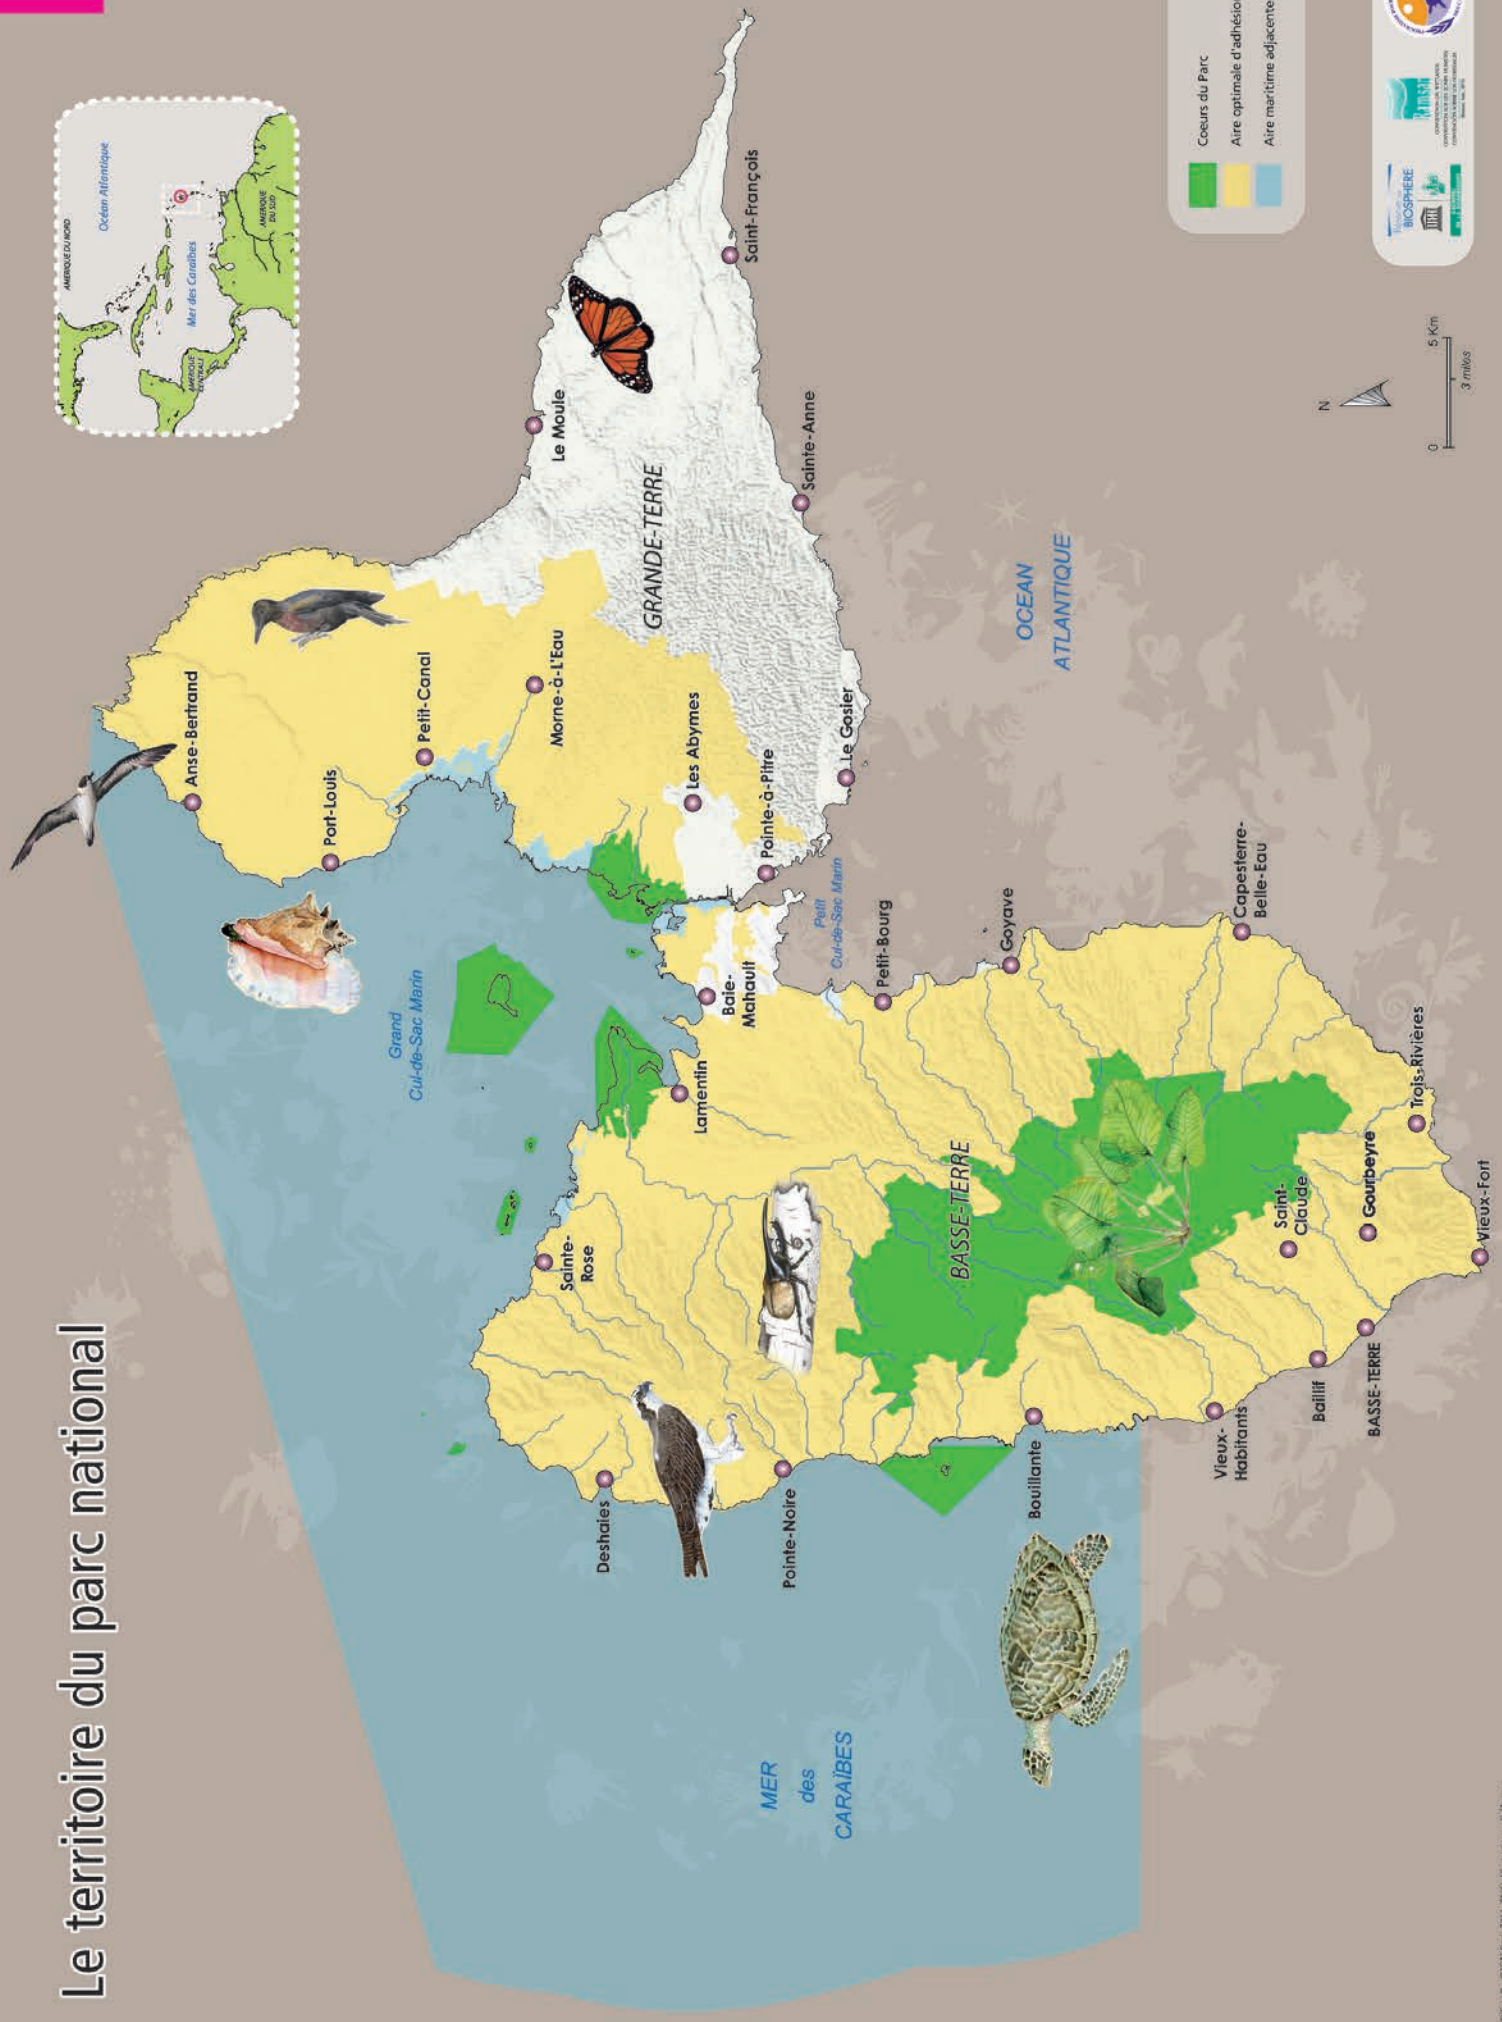 Le territoire du parc national
AMERIQUE DU NORD
Océan Atlantique
Mer des Caraïbes
AMERIQUE
CENTRALE
AMERIQUE
DU SUD
Anse-Bertrand
Port-Louis
Petit-Canal
Morne-à-L'Eau
Le Moule
GRANDE-TERRE
Les Abymes
Pointe-à-Pitre
Le Gosier
Sainte-Anne
Saint-François
Grand
Cul-de-Sac Marin
Petit
Cul-de-Sac Marin
Baie-
Mahault
Lamentin
Sainte-
Rose
Deshaies
Pointe-Noire
Petit-Bourg
Goyave
BASSE-TERRE
Bouillante
Capesterre-
Belle-Eau
Vieux-
Habitants
Saint-
Claude
Baillif
BASSE-TERRE
Gourbeyre
Trois-Rivières
Vieux-Fort
MER
des
CARAÏBES
OCEAN
ATLANTIQUE
N
0 5 Km
3 miles
Coeurs du Parc
Aire optimale d'adhésio
Aire maritime adjacente
BIOSPHÈRE
Ramsar